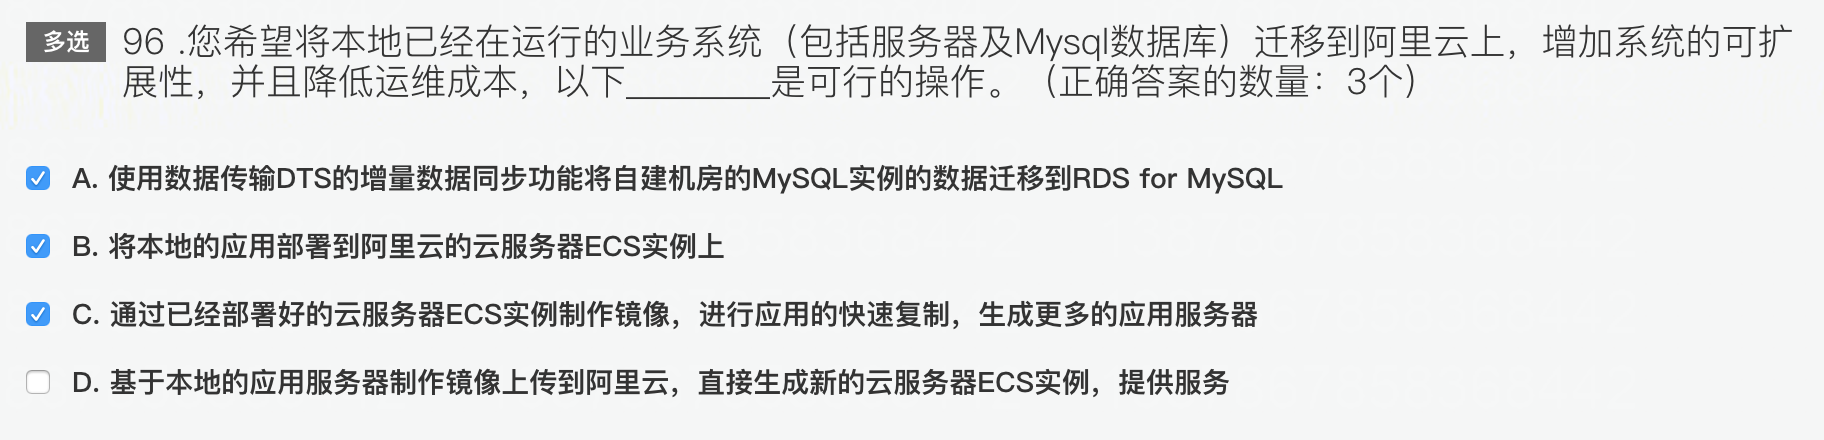 多选
96 .您希望将本地已经在运行的业务系统（包括服务器及Mysql数据库）迁移到阿里云上，增加系统的可扩
展性，并且降低运维成本，以下________是可行的操作。（正确答案的数量：3个）
A. 使用数据传输DTS的增量数据同步功能将自建机房的MySQL实例的数据迁移到RDS for MySQL
B. 将本地的应用部署到阿里云的云服务器ECS实例上
C. 通过已经部署好的云服务器ECS实例制作镜像，进行应用的快速复制，生成更多的应用服务器
D. 基于本地的应用服务器制作镜像上传到阿里云，直接生成新的云服务器ECS实例，提供服务